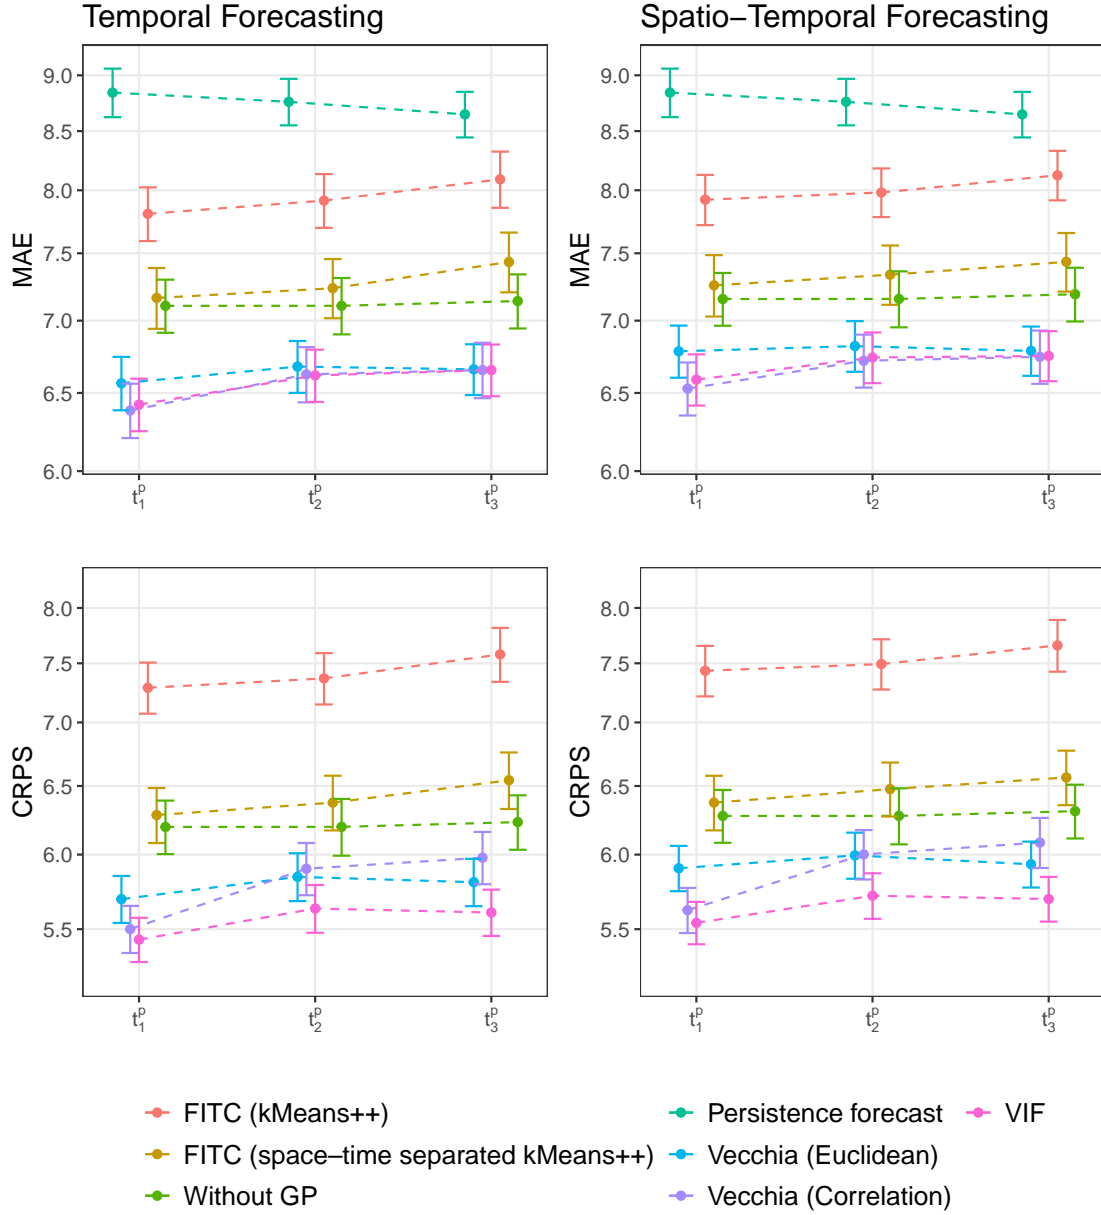 Temporal Forecasting
Spatio−Temporal Forecasting
MAE
9.0
8.5
8.0
7.5
7.0
6.5
6.0
t₁ᵖ t₂ᵖ t₃ᵖ
MAE
9.0
8.5
8.0
7.5
7.0
6.5
6.0
t₁ᵖ t₂ᵖ t₃ᵖ
CRPS
8.0
7.5
7.0
6.5
6.0
5.5
t₁ᵖ t₂ᵖ t₃ᵖ
CRPS
8.0
7.5
7.0
6.5
6.0
5.5
t₁ᵖ t₂ᵖ t₃ᵖ
FITC (kMeans++)
FITC (space−time separated kMeans++)
Without GP
Persistence forecast
Vecchia (Euclidean)
Vecchia (Correlation)
VIF